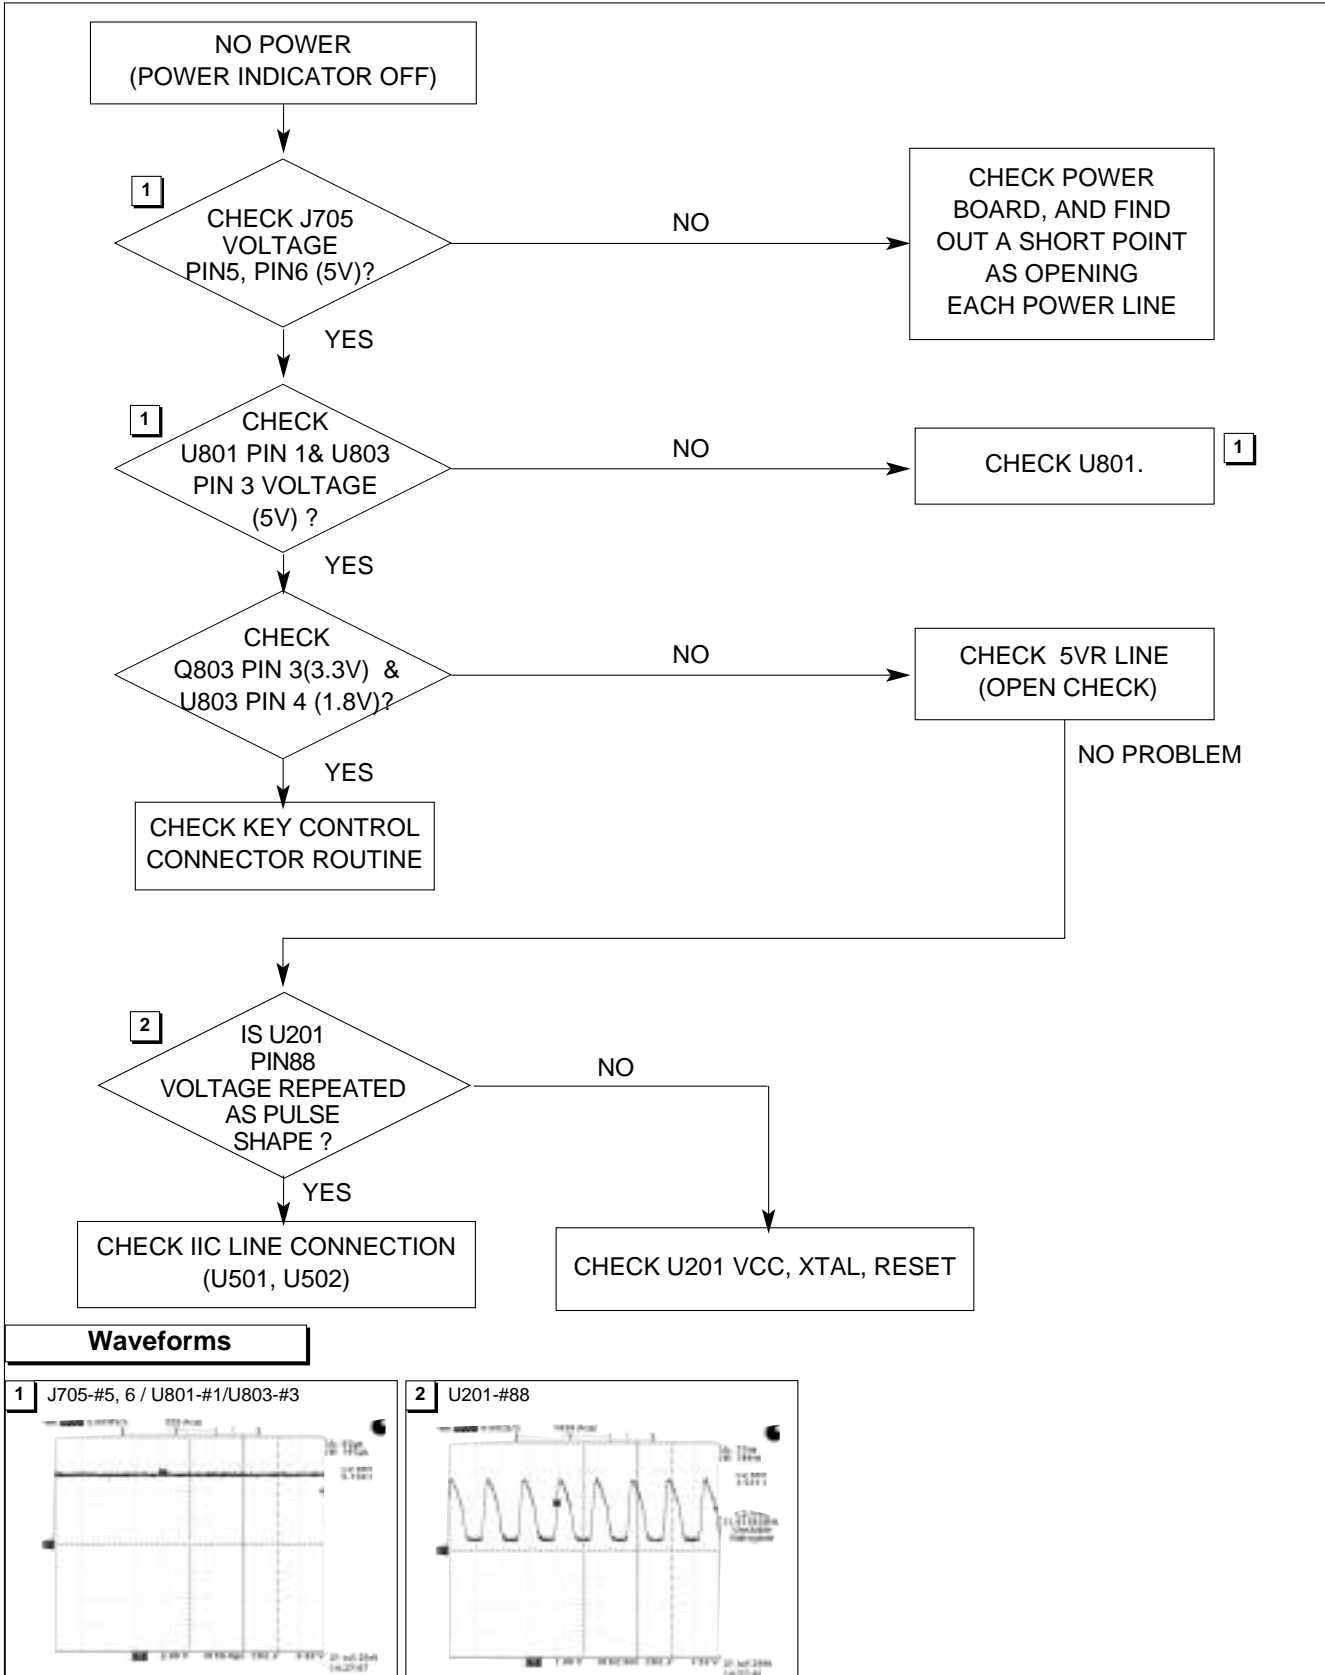 NO POWER
(POWER INDICATOR OFF)
1
CHECK J705
VOLTAGE
PIN5, PIN6 (5V)?
NO
CHECK POWER
BOARD, AND FIND
OUT A SHORT POINT
AS OPENING
EACH POWER LINE
YES
1
CHECK
U801 PIN 1& U803
PIN 3 VOLTAGE
(5V) ?
NO
CHECK U801.
1
YES
CHECK
Q803 PIN 3(3.3V) &
U803 PIN 4 (1.8V)?
NO
CHECK 5VR LINE
(OPEN CHECK)
NO PROBLEM
YES
CHECK KEY CONTROL
CONNECTOR ROUTINE
2
IS U201
PIN88
VOLTAGE REPEATED
AS PULSE
SHAPE ?
NO
YES
CHECK IIC LINE CONNECTION
(U501, U502)
CHECK U201 VCC, XTAL, RESET
Waveforms
1 J705-#5, 6 / U801-#1/U803-#3
2 U201-#88